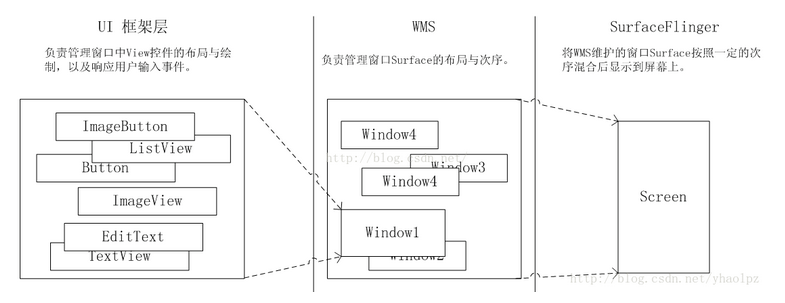 UI 框架层
负责管理窗口中View控件的布局与绘
制，以及响应用户输入事件。
ImageButton
ListView
Button
ImageView
EditText
TextView
WMS
负责管理窗口Surface的布局与次序。
Window4
http://blog.csdn.net/
Window3
Window4
Window1
Window2
SurfaceFlinger
将WMS维护的窗口Surface按照一定的次
序混合后显示到屏幕上。
Screen
http://blog.csdn.net/yhaolpz